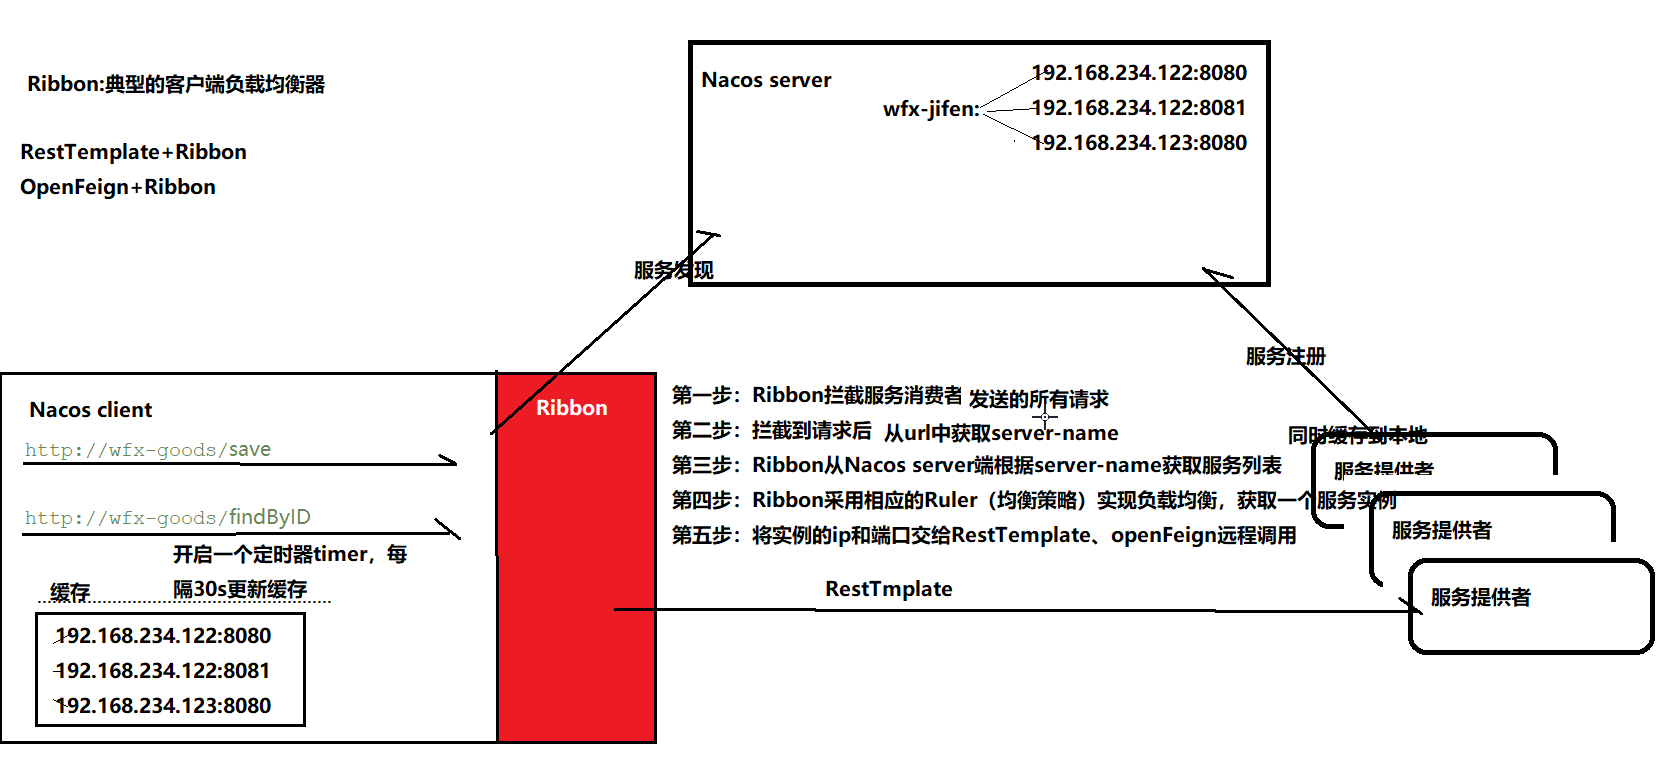 Ribbon:典型的客户端负载均衡器
RestTemplate+Ribbon
OpenFeign+Ribbon
Nacos server
wfx-jifen:
192.168.234.122:8080
192.168.234.122:8081
192.168.234.123:8080
服务发现
服务注册
Nacos client
http://wfx-goods/save
http://wfx-goods/findByID
开启一个定时器timer，每
隔30s更新缓存
缓存
192.168.234.122:8080
192.168.234.122:8081
192.168.234.123:8080
Ribbon
第一步：Ribbon拦截服务消费者 发送的所有请求
第二步：拦截到请求后 从url中获取server-name
第三步：Ribbon从Nacos server端根据server-name获取服务列表
同时缓存到本地
第四步：Ribbon采用相应的Ruler（均衡策略）实现负载均衡，获取一个服务实例
第五步：将实例的ip和端口交给RestTemplate、openFeign远程调用
RestTmplate
服务提供者
服务提供者
服务提供者